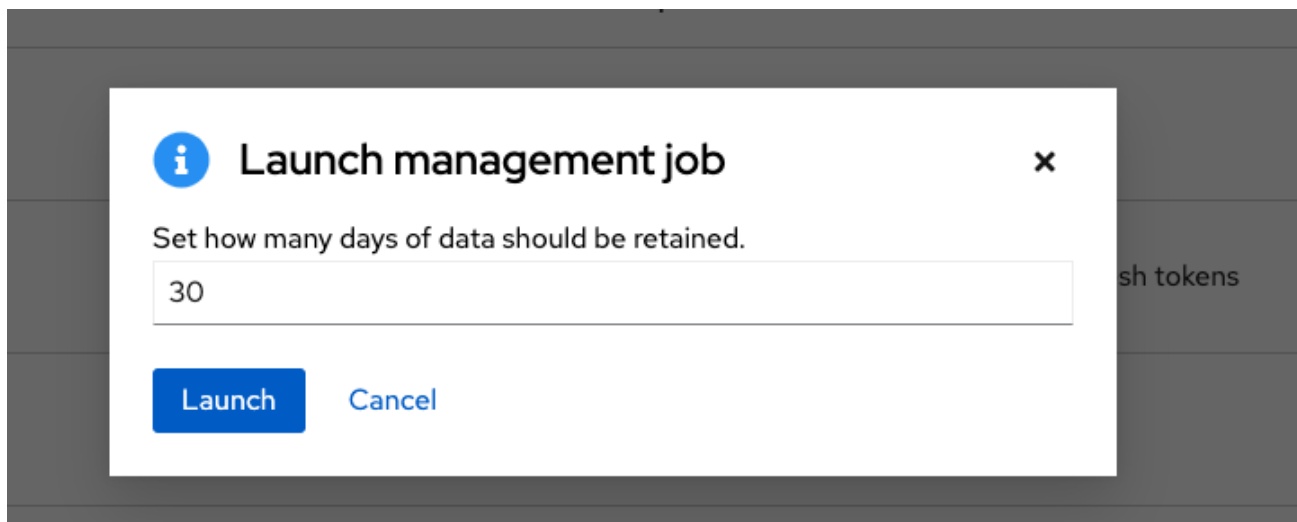 Launch management job
Set how many days of data should be retained.
30
sh tokens
Launch Cancel